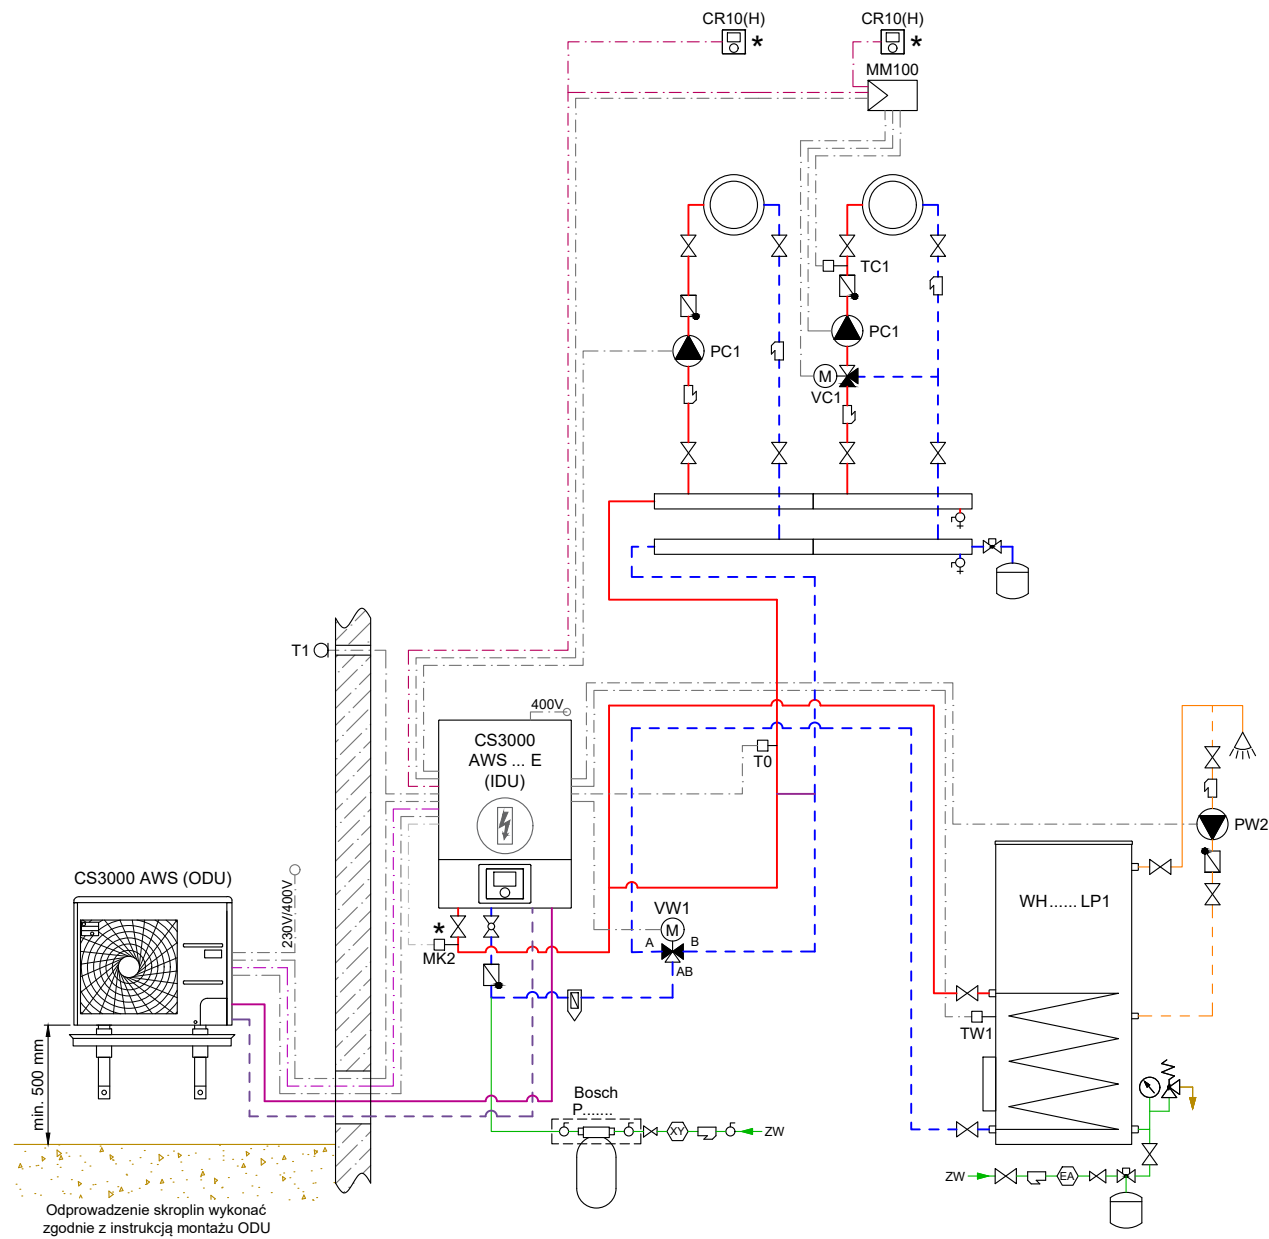 CR10(H)
*
CR10(H)
*
MM100
TC1
PC1
PC1
M
VC1
T1
400V
CS3000
AWS ... E
(IDU)
T0
PW2
CS3000 AWS (ODU)
230V/400V
WH...... LP1
VW1
M
A
B
AB
*
MK2
TW1
min. 500 mm
Bosch
P.......
XY
ZW
ZW
EA
Odprowadzenie skroplin wykonać
zgodnie z instrukcją montażu ODU